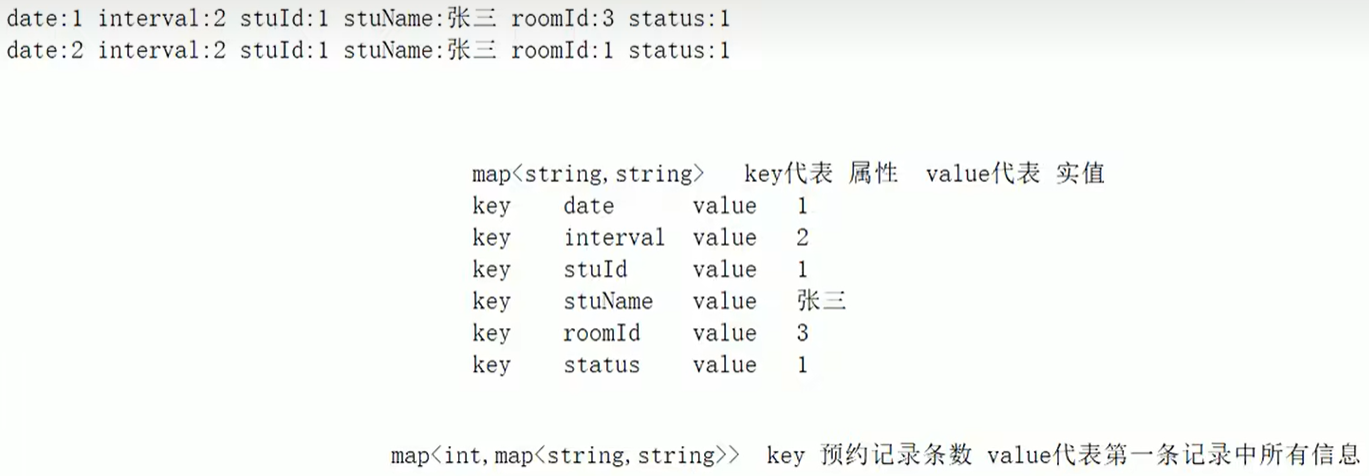 date:1 interval:2 stuId:1 stuName:张三 roomId:3 status:1
date:2 interval:2 stuId:1 stuName:张三 roomId:1 status:1
map<string,string> key代表 属性 value代表 实值
key date value 1
key interval value 2
key stuId value 1
key stuName value 张三
key roomId value 3
key status value 1
map<int,map<string,string>> key 预约记录条数 value代表第一条记录中所有信息